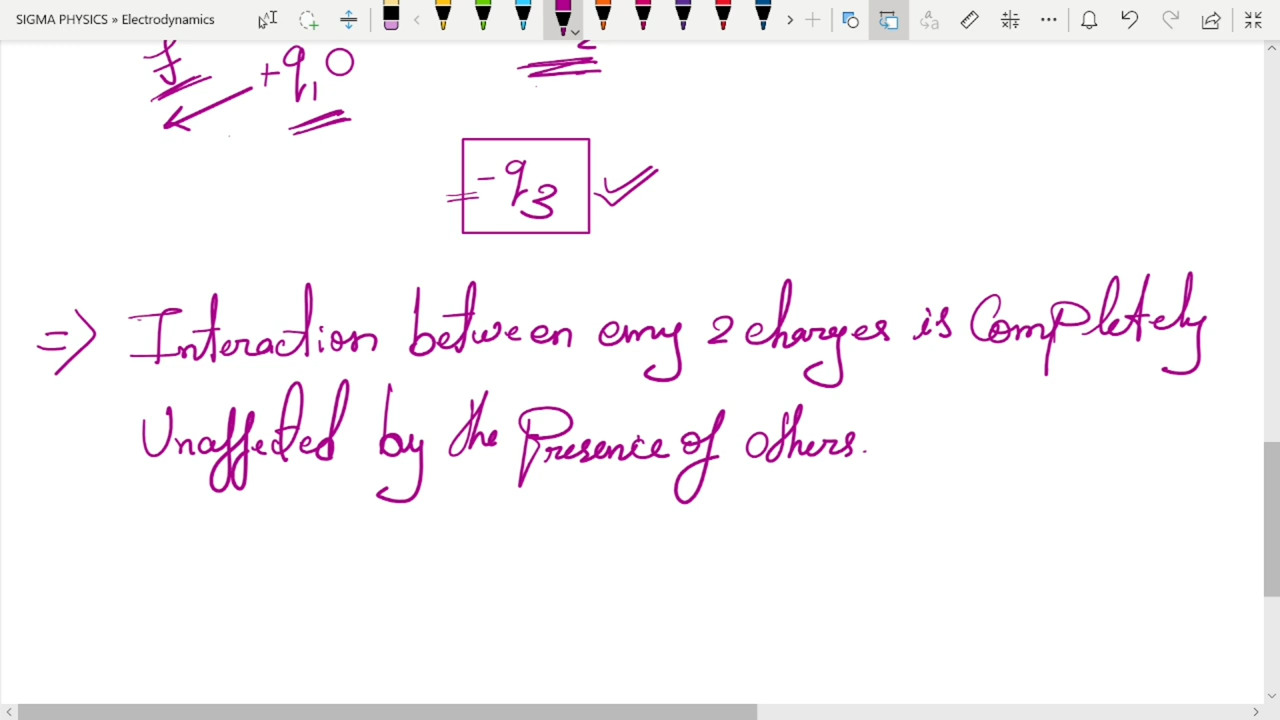 SIGMA PHYSICS » Electrodynamics
+q1
-q3
=> Interaction between any 2 charges is Completely
Unaffected by the Presence of others.